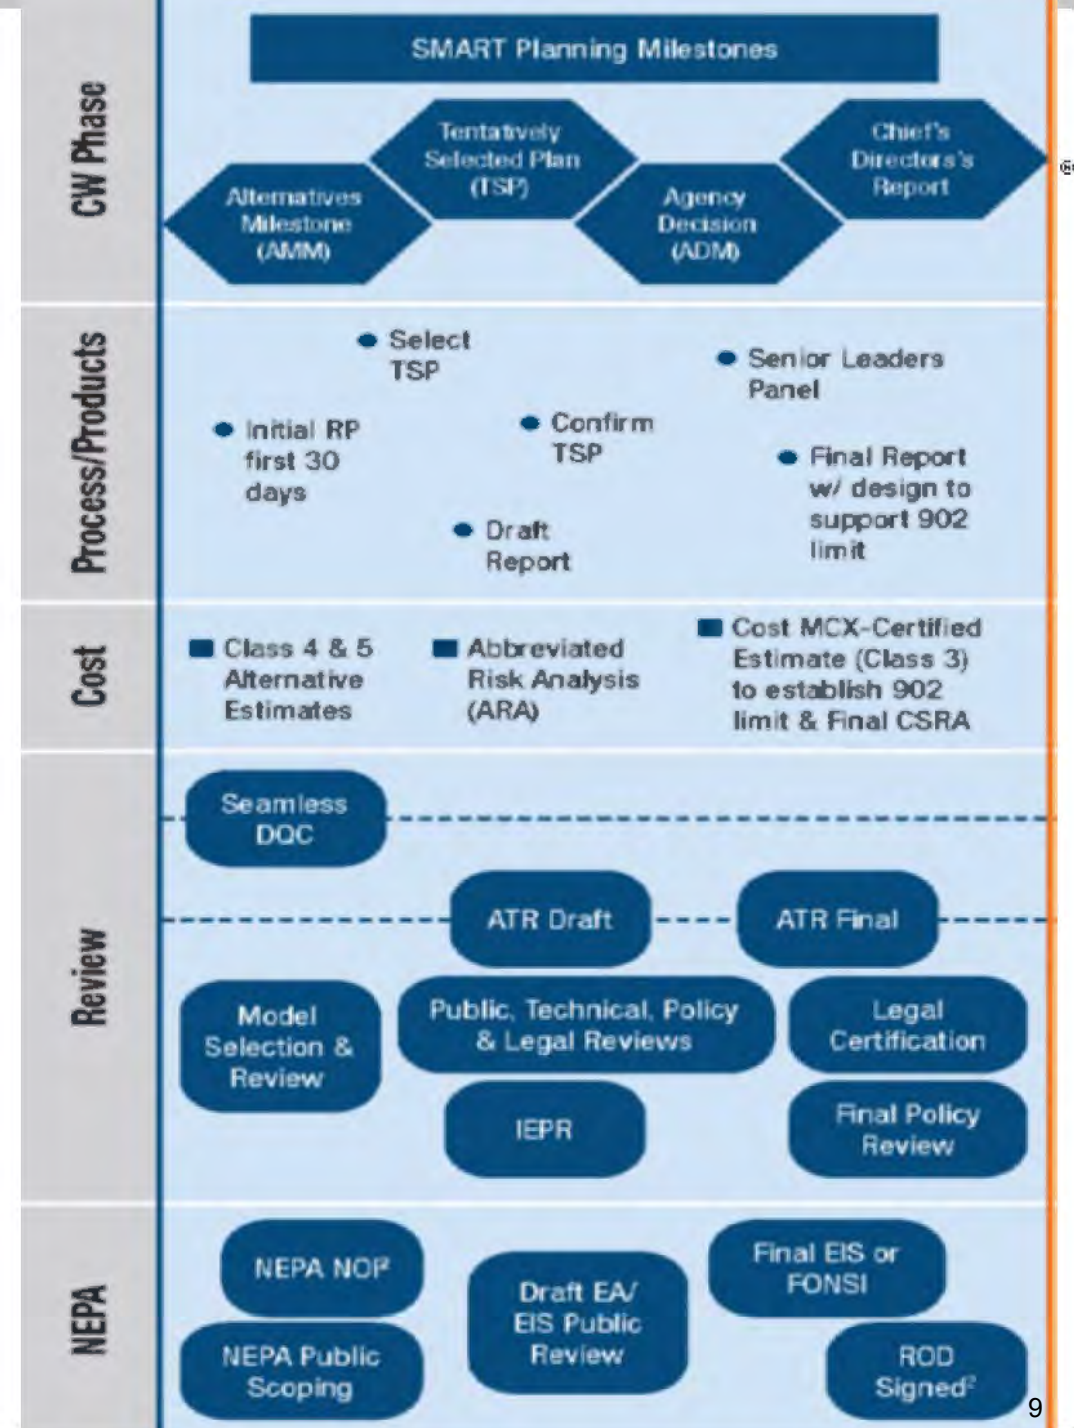 CW Phase
SMART Planning Milestones
Alternatives
Milestone
(AMM)
Tentatively
Selected Plan
(TSP)
Agency
Decision
(ADM)
Chief's
Directors's
Report
®
Process/Products
Select
TSP
Senior Leaders
Panel
Initial RP
first 30
days
Confirm
TSP
Final Report
w/ design to
support 902
limit
Draft
Report
Cost
Class 4 & 5
Alternative
Estimates
Abbreviated
Risk Analysis
(ARA)
Cost MCX-Certified
Estimate (Class 3)
to establish 902
limit & Final CSRA
Review
Seamless
DQC
ATR Draft
ATR Final
Model
Selection &
Review
Public, Technical, Policy
& Legal Reviews
Legal
Certification
IEPR
Final Policy
Review
NEPA
NEPA NOI²
Final EIS or
FONSI
Draft EA/
EIS Public
Review
NEPA Public
Scoping
ROD
Signed²
9